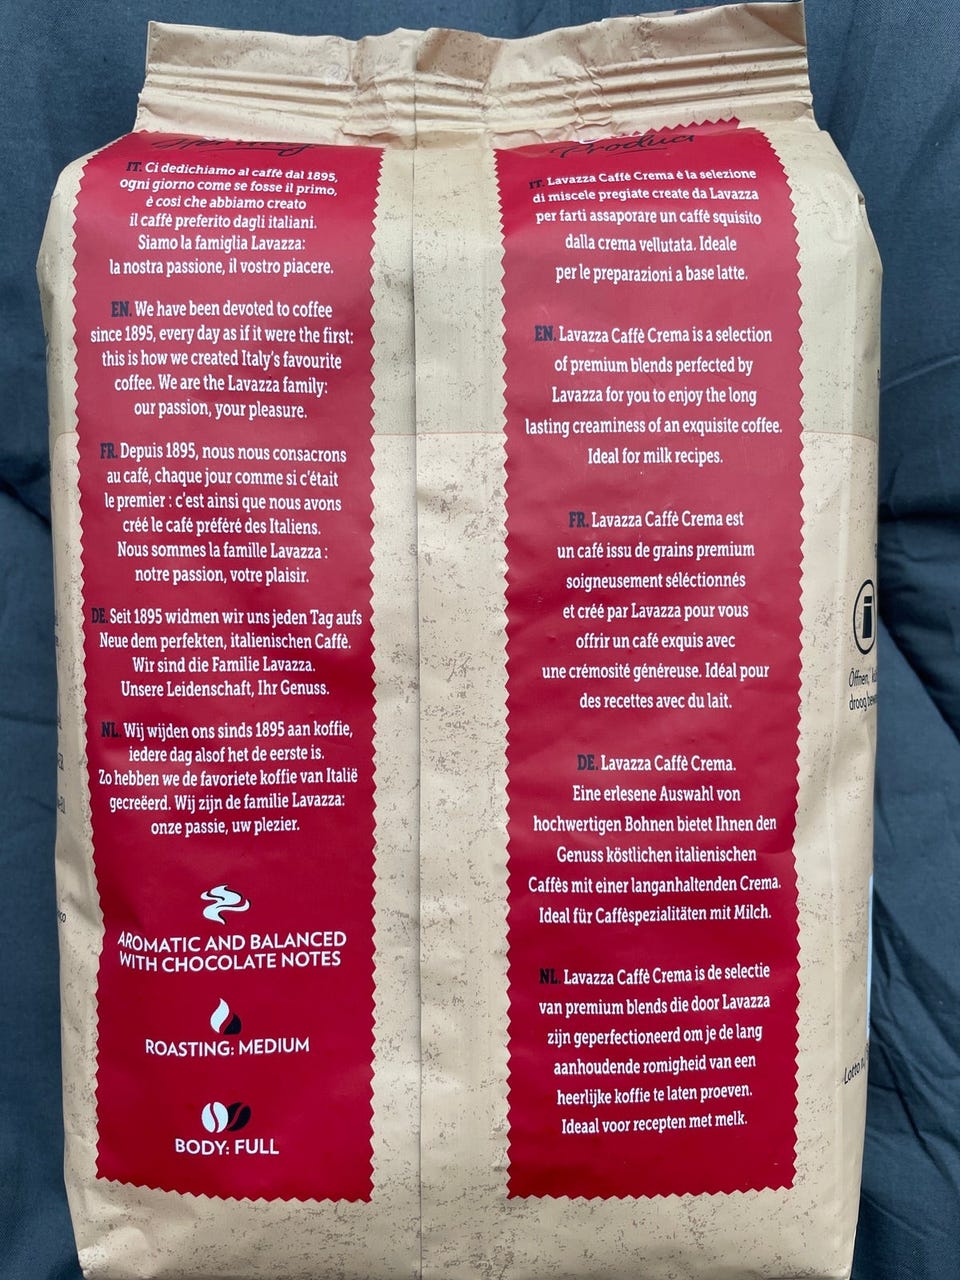 Heritage
IT. Ci dedichiamo al caffè dal 1895,
ogni giorno come se fosse il primo,
è così che abbiamo creato
il caffè preferito dagli italiani.
Siamo la famiglia Lavazza:
la nostra passione, il vostro piacere.
EN. We have been devoted to coffee
since 1895, every day as if it were the first:
this is how we created Italy's favourite
coffee. We are the Lavazza family:
our passion, your pleasure.
FR. Depuis 1895, nous nous consacrons
au café, chaque jour comme si c'était
le premier : c'est ainsi que nous avons
créé le café préféré des Italiens.
Nous sommes la famille Lavazza :
notre passion, votre plaisir.
DE. Seit 1895 widmen wir uns jeden Tag aufs
Neue dem perfekten, italienischen Caffè.
Wir sind die Familie Lavazza.
Unsere Leidenschaft, Ihr Genuss.
NL. Wij wijden ons sinds 1895 aan koffie,
iedere dag alsof het de eerste is.
Zo hebben we de favoriete koffie van Italië
gecreëerd. Wij zijn de familie Lavazza:
onze passie, uw plezier.
AROMATIC AND BALANCED
WITH CHOCOLATE NOTES
ROASTING: MEDIUM
BODY: FULL
Product
IT. Lavazza Caffè Crema è la selezione
di miscele pregiate create da Lavazza
per farti assaporare un caffè squisito
dalla crema vellutata. Ideale
per le preparazioni a base latte.
EN. Lavazza Caffè Crema is a selection
of premium blends perfected by
Lavazza for you to enjoy the long
lasting creaminess of an exquisite coffee.
Ideal for milk recipes.
FR. Lavazza Caffè Crema est
un café issu de grains premium
soigneusement séléctionnés
et créé par Lavazza pour vous
offrir un café exquis avec
une crémosité généreuse. Idéal pour
des recettes avec du lait.
DE. Lavazza Caffè Crema.
Eine erlesene Auswahl von
hochwertigen Bohnen bietet Ihnen den
Genuss köstlichen italienischen
Caffès mit einer langanhaltenden Crema.
Ideal für Caffèspezialitäten mit Milch.
NL. Lavazza Caffè Crema is de selectie
van premium blends die door Lavazza
zijn geperfectioneerd om je de lang
aanhoudende romigheid van een
heerlijke koffie te laten proeven.
Ideaal voor recepten met melk.
i
Öffnen,
droog
Lotto